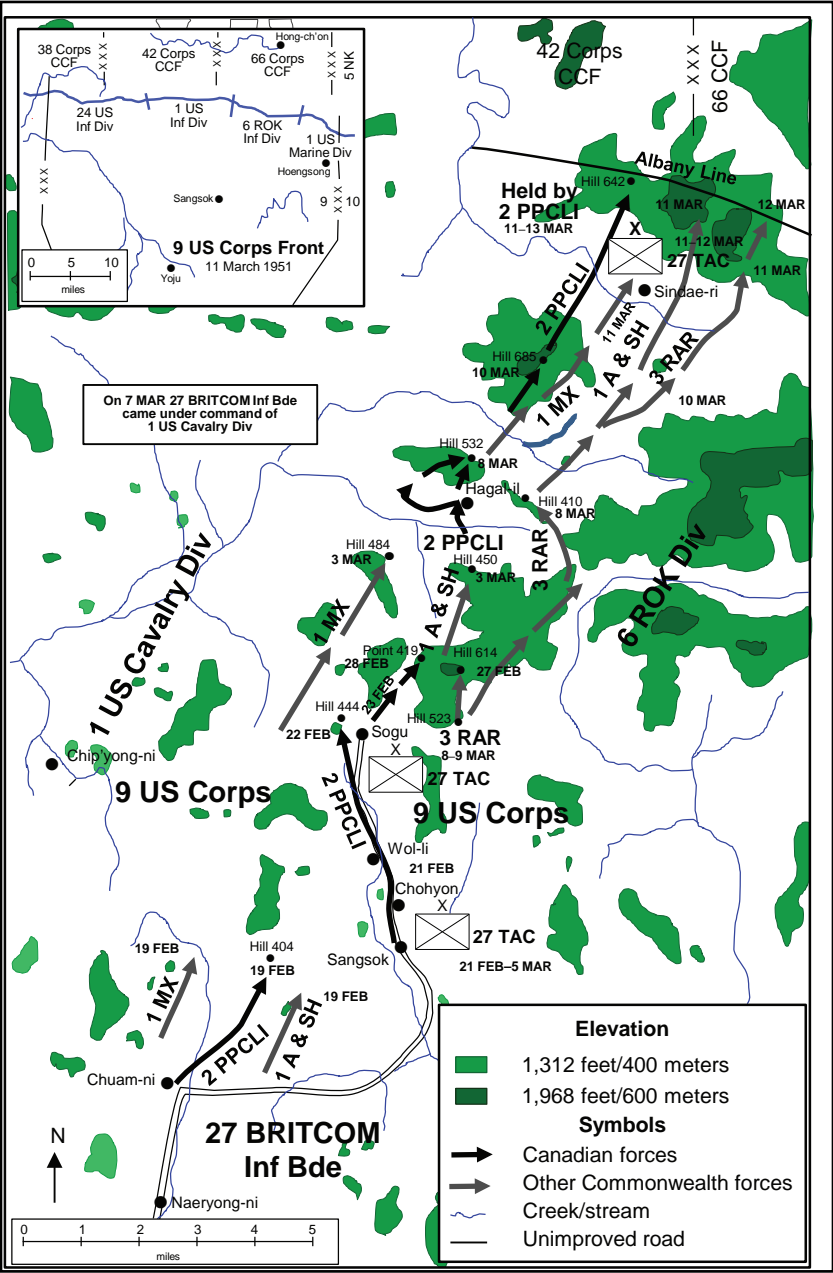 38 Corps
CCF
X X X
42 Corps
CCF
X X X
Hong-ch'on
66 Corps
CCF
X X X
5 NK
24 US
Inf Div
1 US
Inf Div
6 ROK
Inf Div
1 US
Marine Div
Hoengsong
X X X
Sangsok
9
X X X
10
9 US Corps Front
11 March 1951
Yoju
0 5 10
miles
42 Corps
CCF
X X X
66 CCF
Albany Line
Hill 642
Held by
2 PPCLI
11–13 MAR
11 MAR
12 MAR
X
11–12 MAR
27 TAC
11 MAR
Sindae-ri
2 PPCLI
11 MAR
1 A & SH
3 RAR
Hill 685
10 MAR
1 MX
10 MAR
On 7 MAR 27 BRITCOM Inf Bde
came under command of
1 US Cavalry Div
Hill 532
8 MAR
Hagal-il
Hill 410
8 MAR
2 PPCLI
3 RAR
Hill 484
3 MAR
Hill 450
3 MAR
1 US Cavalry Div
6 ROK Div
1 MX
1 A & SH
Point 419
28 FEB
Hill 614
27 FEB
23 FEB
Hill 444
22 FEB
Hill 523
Sogu
3 RAR
8–9 MAR
X
27 TAC
Chip'yong-ni
9 US Corps
9 US Corps
2 PPCLI
Wol-li
21 FEB
Chohyon
X
27 TAC
Sangsok
21 FEB–5 MAR
19 FEB
Hill 404
19 FEB
19 FEB
1 MX
2 PPCLI
1 A & SH
Chuam-ni
27 BRITCOM
Inf Bde
N
Naeryong-ni
0 1 2 3 4 5
miles
Elevation
1,312 feet/400 meters
1,968 feet/600 meters
Symbols
Canadian forces
Other Commonwealth forces
Creek/stream
Unimproved road